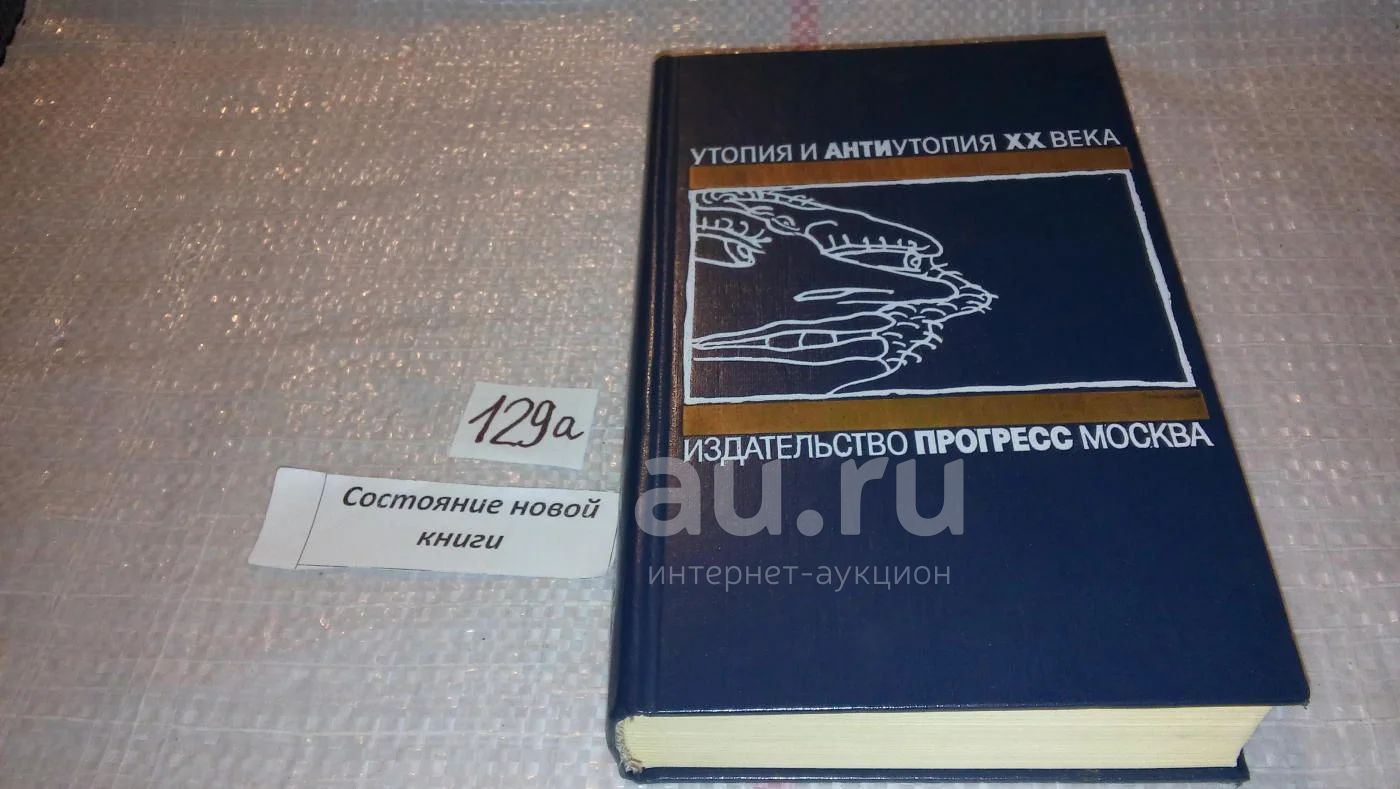 УТОПИЯ И АНТИУТОПИЯ XX ВЕКА
ИЗДАТЕЛЬСТВО ПРОГРЕСС МОСКВА
129а
Состояние новой
книги
au.ru
интернет-аукцион